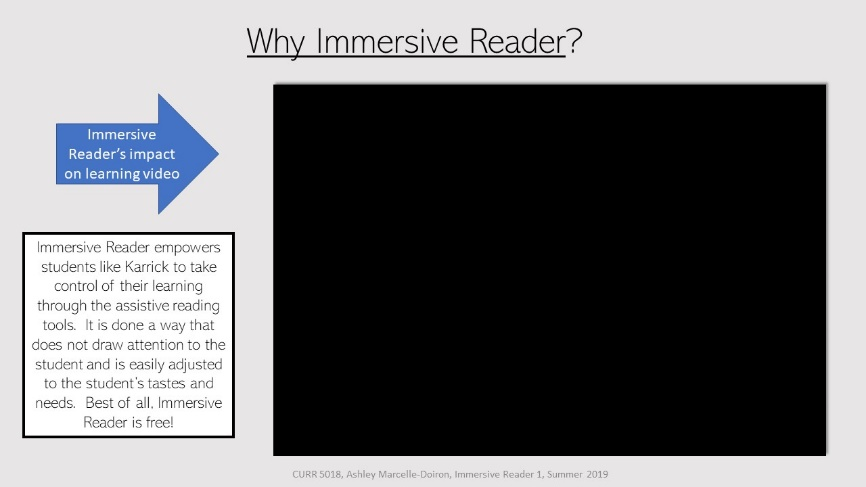 Why Immersive Reader?
Immersive
Reader's impact
on learning video
Immersive Reader empowers
students like Karrick to take
control of their learning
through the assistive reading
tools. It is done a way that
does not draw attention to the
student and is easily adjusted
to the student's tastes and
needs. Best of all, Immersive
Reader is free!
CURR 5018, Ashley Marcelle-Doiron, Immersive Reader 1, Summer 2019